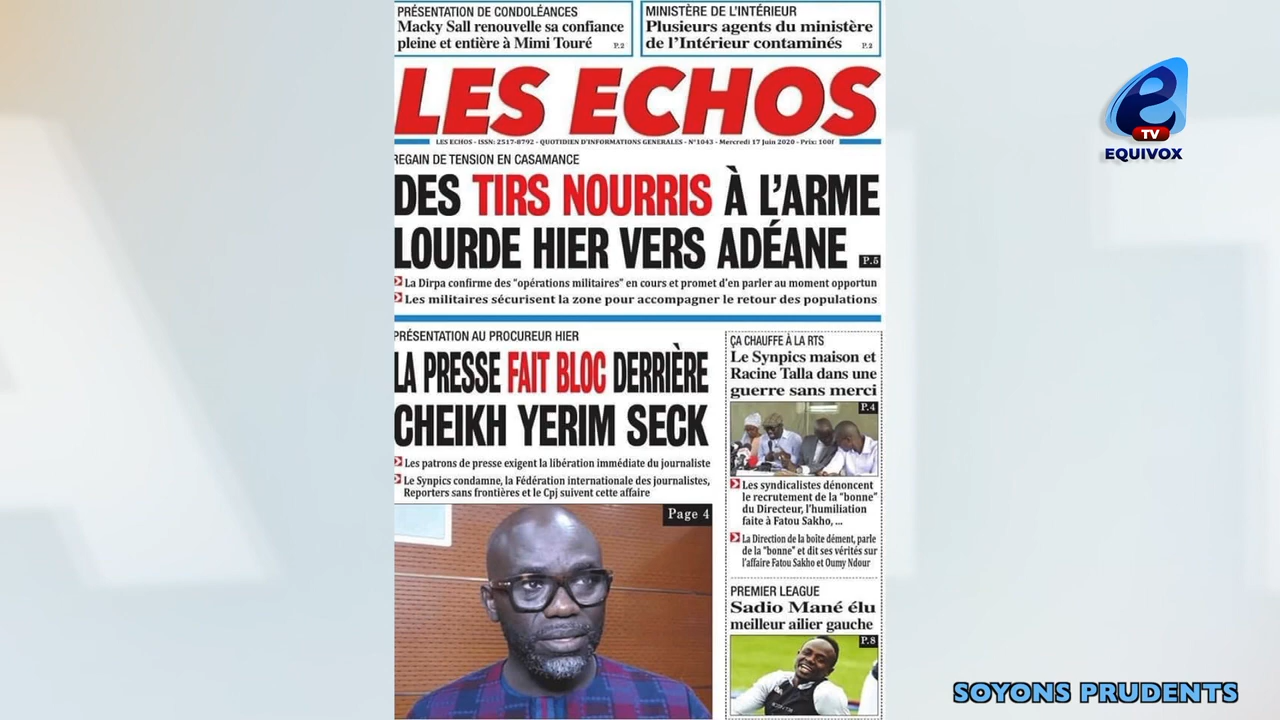 PRÉSENTATION DE CONDOLÉANCES
Macky Sall renouvelle sa confiance
pleine et entière à Mimi Touré P.2
MINISTÈRE DE L'INTÉRIEUR
Plusieurs agents du ministère
de l'Intérieur contaminés P.2
LES ECHOS
LES ECHOS - ISSN: 2517-8792 - QUOTIDIEN D'INFORMATIONS GENERALES - N°1043 - Mercredi 17 Juin 2020 - Prix: 100f
REGAIN DE TENSION EN CASAMANCE
DES TIRS NOURRIS À L'ARME
LOURDE HIER VERS ADÉANE P.5
La Dirpa confirme des "opérations militaires" en cours et promet d'en parler au moment opportun
Les militaires sécurisent la zone pour accompagner le retour des populations
PRÉSENTATION AU PROCUREUR HIER
LA PRESSE FAIT BLOC DERRIÈRE
CHEIKH YERIM SECK
Les patrons de presse exigent la libération immédiate du journaliste
Le Synpics condamne, la Fédération internationale des journalistes,
Reporters sans frontières et le Cpj suivent cette affaire
Page 4
ÇA CHAUFFE À LA RTS
Le Synpics maison et
Racine Talla dans une
guerre sans merci
P.4
Les syndicalistes dénoncent
le recrutement de la "bonne"
du Directeur, l'humiliation
faite à Fatou Sakho, ...
La Direction de la boîte dément, parle
de la "bonne" et dit ses vérités sur
l'affaire Fatou Sakho et Oumy Ndour
PREMIER LEAGUE
Sadio Mané élu
meilleur ailier gauche
P.8
e
TV
EQUIVOX
SOYONS PRUDENTS